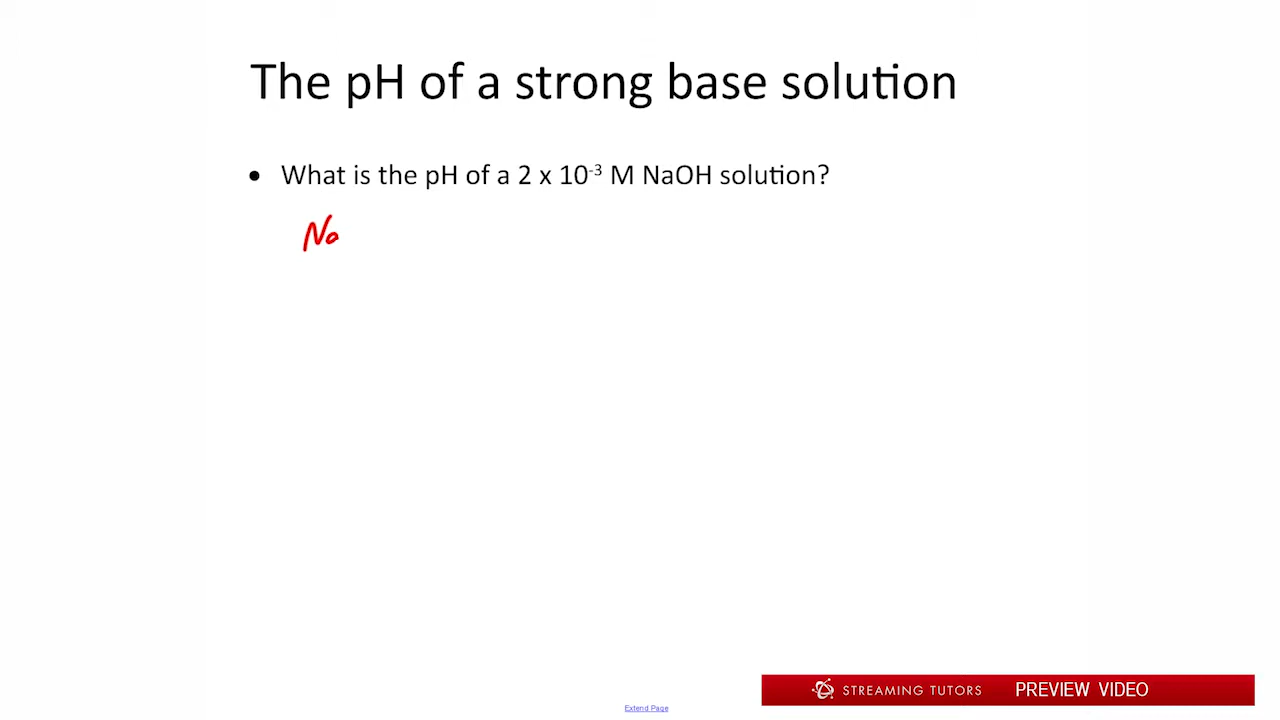 The pH of a strong base solution
• What is the pH of a 2 x 10⁻³ M NaOH solution?
Na
STREAMING TUTORS PREVIEW VIDEO
Extend Page